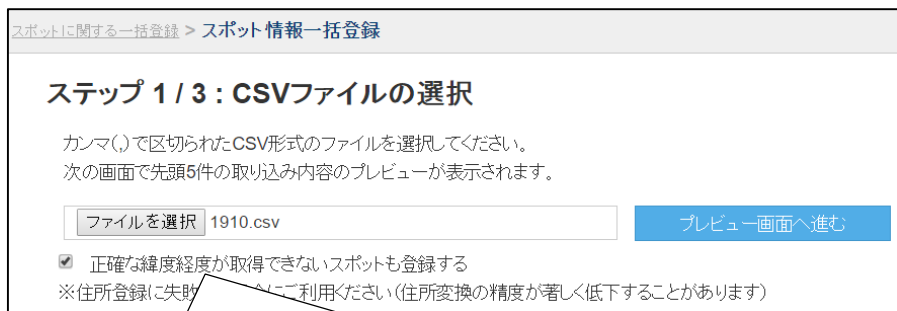 スポットに関する一括登録 > スポット情報一括登録
ステップ 1 / 3 : CSVファイルの選択
カンマ(,)で区切られたCSV形式のファイルを選択してください。
次の画面で先頭5件の取り込み内容のプレビューが表示されます。
ファイルを選択 1910.csv
プレビュー画面へ進む
正確な緯度経度が取得できないスポットも登録する
※住所登録に失敗 にご利用ください(住所変換の精度が著しく低下することがあります)